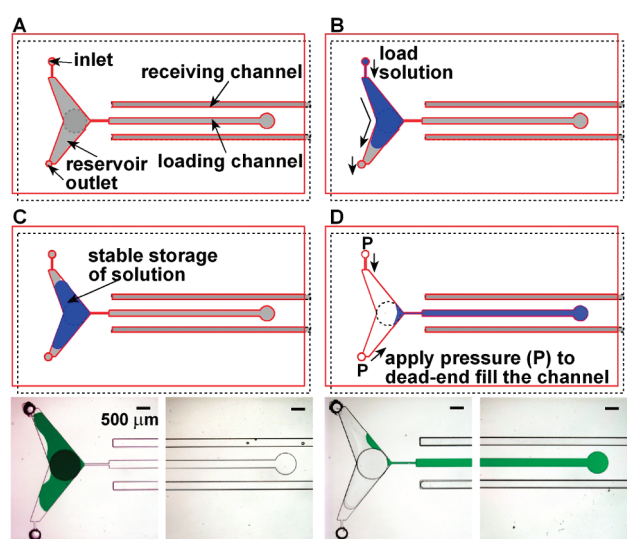 A
inlet
receiving channel
reservoir
outlet
loading channel
B
load
solution
C
stable storage
of solution
500 μm
D
P
P
apply pressure (P) to
dead-end fill the channel